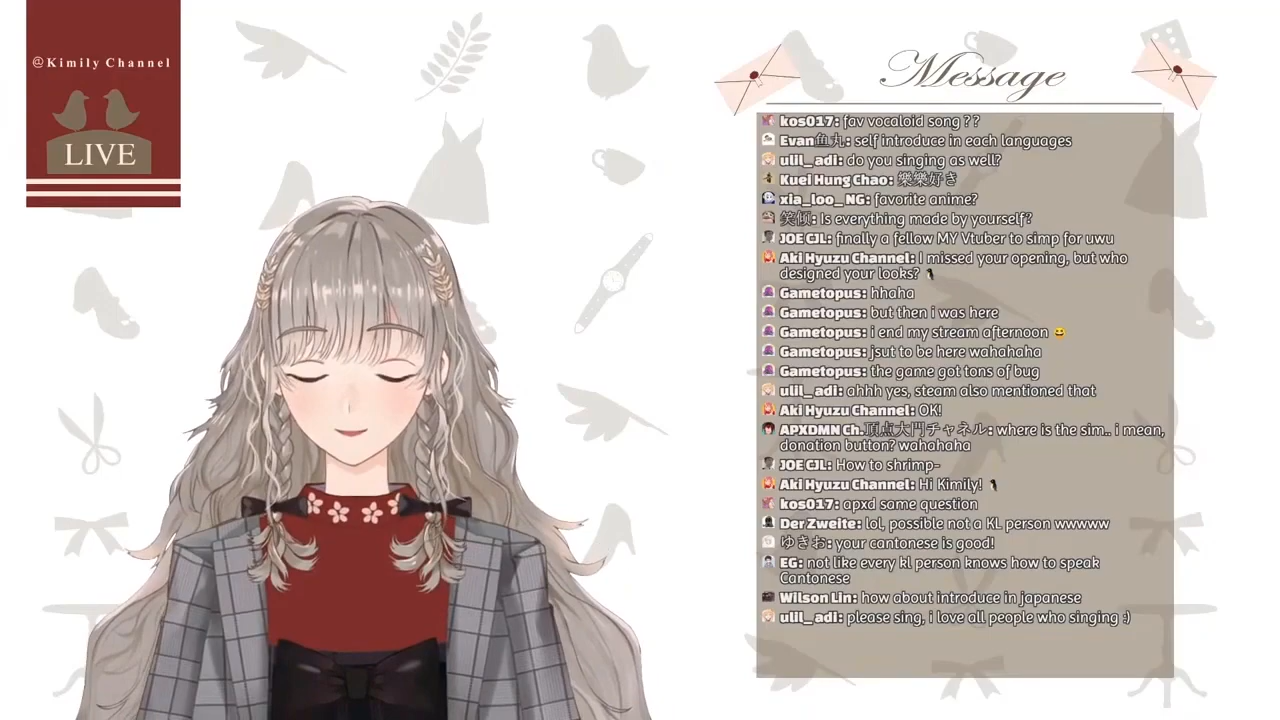 @Kimily Channel
LIVE
Message
kos017: fav vocaloid song ? ?
Evan鱼丸: self introduce in each languages
ulil_adi: do you singing as well?
Kuei Hung Chao: 樂樂好き
xia_loo_NG: favorite anime?
笑倾: Is everything made by yourself?
JOE CJL: finally a fellow MY Vtuber to simp for uwu
Aki Hyuzu Channel: I missed your opening, but who
designed your looks?
Gametopus: hhaha
Gametopus: but then i was here
Gametopus: i end my stream afternoon 😄
Gametopus: jsut to be here wahahaha
Gametopus: the game got tons of bug
ulil_adi: ahhh yes, steam also mentioned that
Aki Hyuzu Channel: OK!
APXDMN Ch.頂点大門チャネル: where is the sim.. i mean,
donation button? wahahaha
JOE CJL: How to shrimp-
Aki Hyuzu Channel: Hi Kimily!
kos017: apxd same question
Der Zweite: lol, possible not a KL person wwwww
ゆきお: your cantonese is good!
EG: not like every kl person knows how to speak
Cantonese
Wilson Lin: how about introduce in japanese
ulil_adi: please sing, i love all people who singing :)